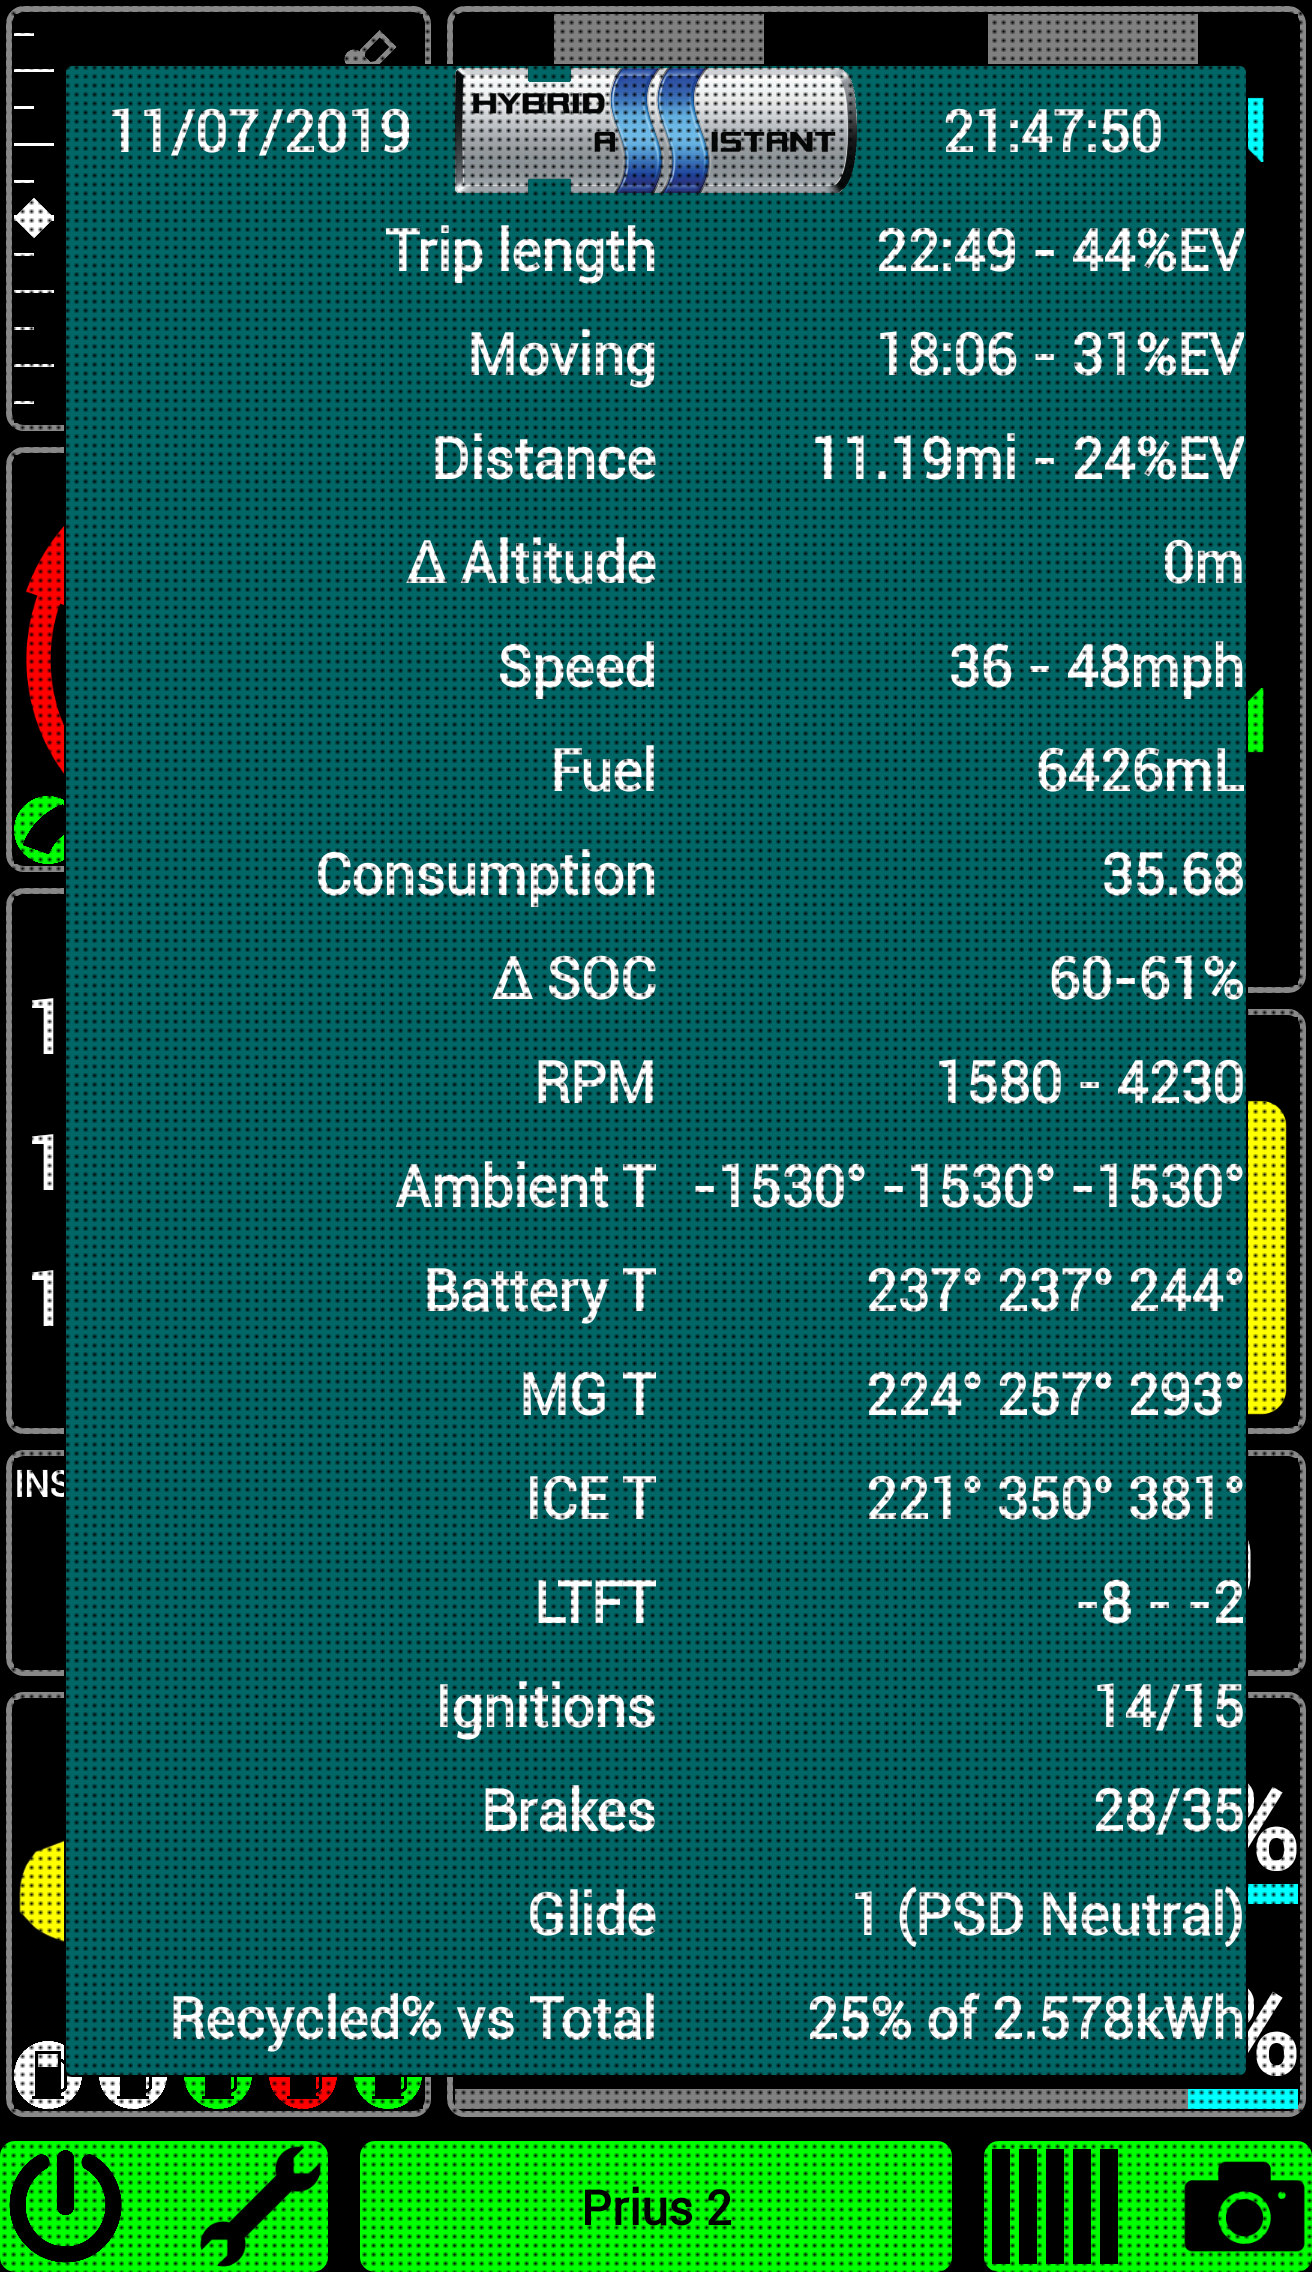 11/07/2019 HYBRID ASSISTANT 21:47:50
Trip length 22:49 - 44%EV
Moving 18:06 - 31%EV
Distance 11.19mi - 24%EV
Δ Altitude 0m
Speed 36 - 48mph
Fuel 6426mL
Consumption 35.68
Δ SOC 60-61%
1
RPM 1580 - 4230
1
Ambient T -1530° -1530° -1530°
Battery T 237° 237° 244°
1
MG T 224° 257° 293°
INS
ICE T 221° 350° 381°
LTFT -8 - -2
Ignitions 14/15
Brakes 28/35
%
Glide 1 (PSD Neutral)
Recycled% vs Total 25% of 2.578kWh
%
Prius 2